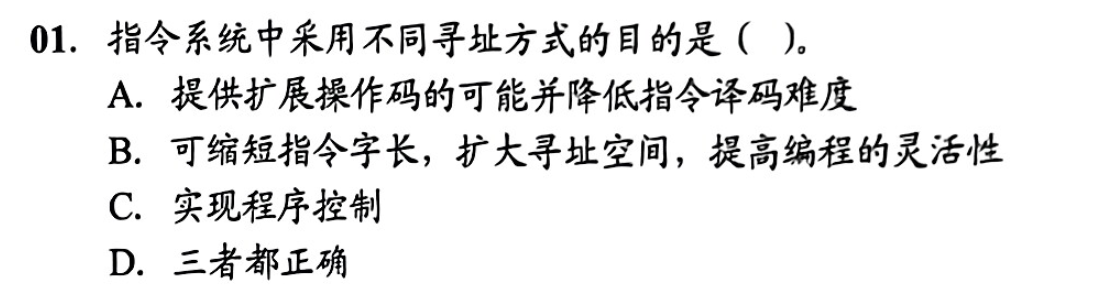 01. 指令系统中采用不同寻址方式的目的是（ ）。
A. 提供扩展操作码的可能并降低指令译码难度
B. 可缩短指令字长，扩大寻址空间，提高编程的灵活性
C. 实现程序控制
D. 三者都正确